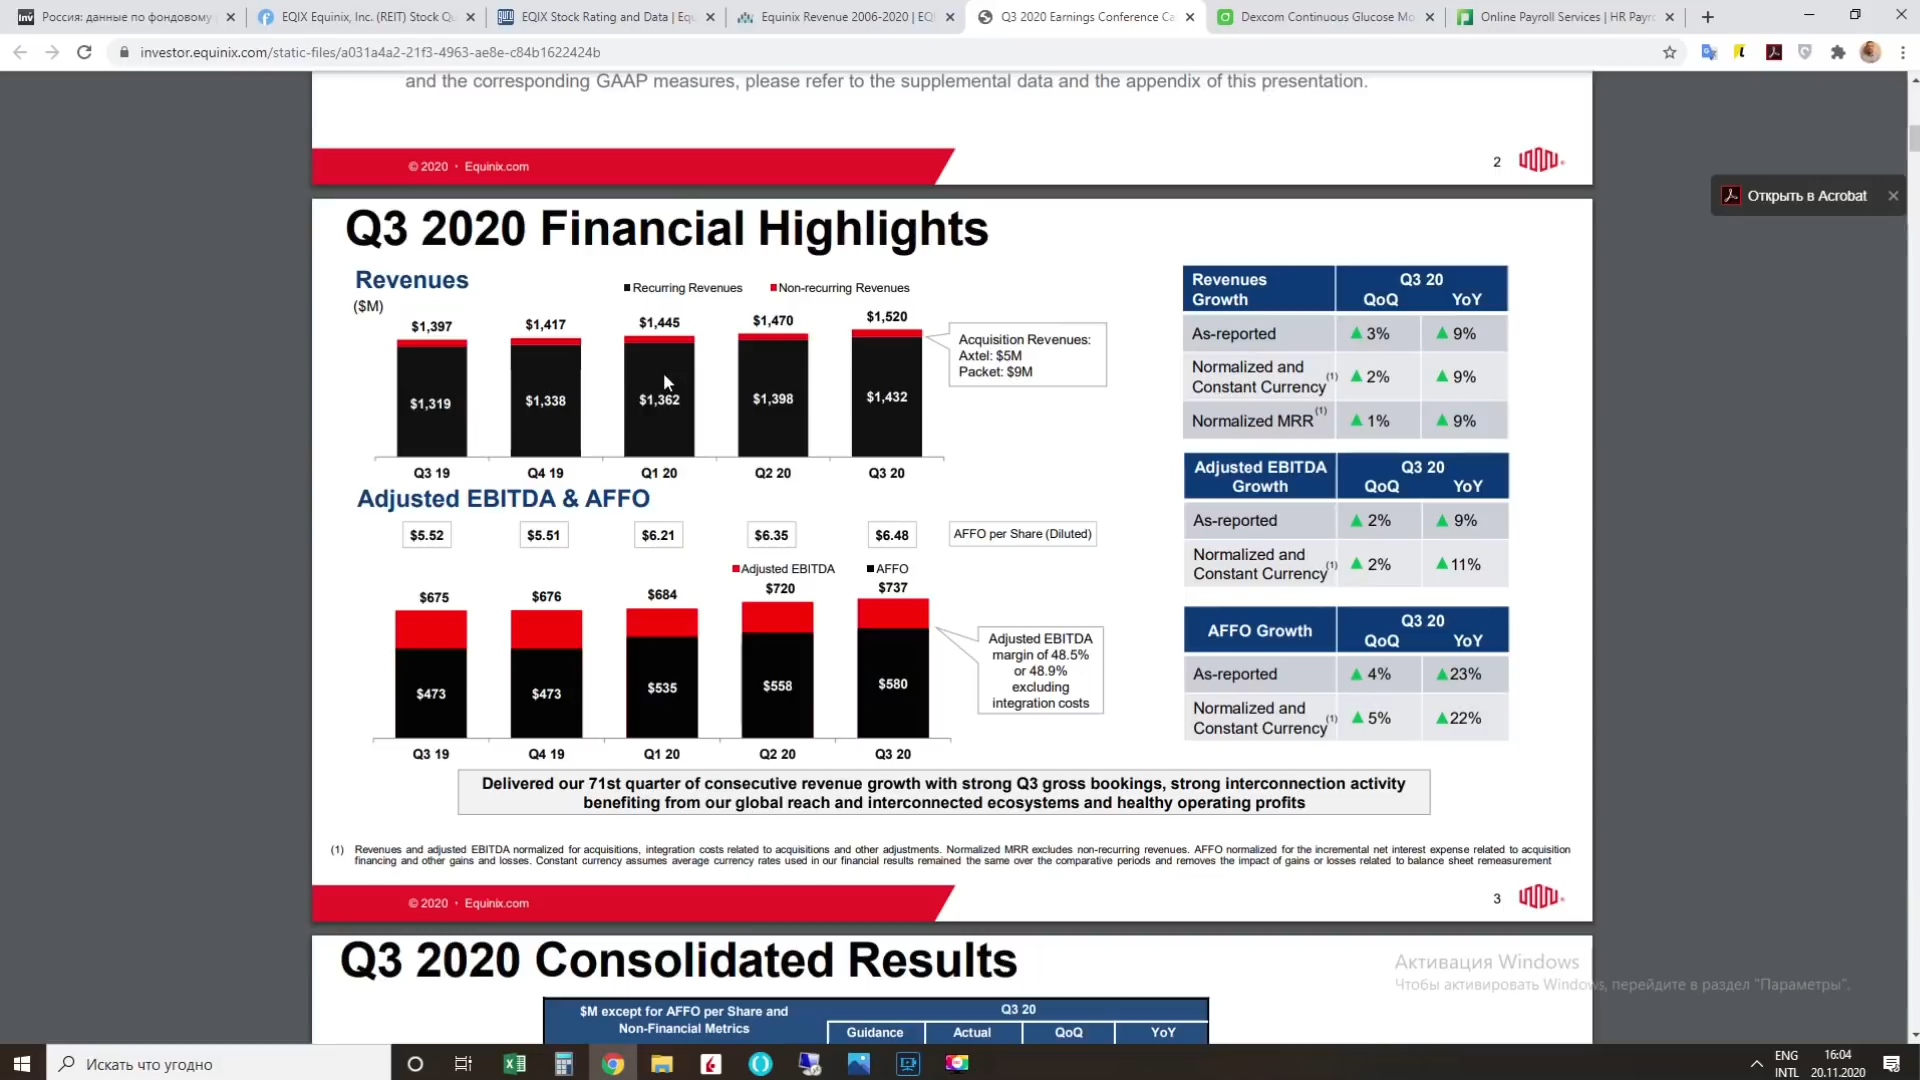 Россия: данные по фондовому
EQIX Equinix, Inc. (REIT) Stock Q
EQIX Stock Rating and Data | Eq
Equinix Revenue 2006-2020 | EQI
Q3 2020 Earnings Conference Ca
Dexcom Continuous Glucose Mo
Online Payroll Services | HR Payr
investor.equinix.com/static-files/a031a4a2-21f3-4963-ae8e-c84b1622424b
and the corresponding GAAP measures, please refer to the supplemental data and the appendix of this presentation.
© 2020 · Equinix.com
2
Открыть в Acrobat
Q3 2020 Financial Highlights
Revenues
($M)
Recurring Revenues Non-recurring Revenues
$1,397 $1,417 $1,445 $1,470 $1,520
$1,319 $1,338 $1,362 $1,398 $1,432
Q3 19 Q4 19 Q1 20 Q2 20 Q3 20
Acquisition Revenues:
Axtel: $5M
Packet: $9M
Adjusted EBITDA & AFFO
$5.52 $5.51 $6.21 $6.35 $6.48 AFFO per Share (Diluted)
Adjusted EBITDA AFFO
$675 $676 $684 $720 $737
$473 $473 $535 $558 $580
Q3 19 Q4 19 Q1 20 Q2 20 Q3 20
Adjusted EBITDA
margin of 48.5%
or 48.9%
excluding
integration costs
Revenues Q3 20
Growth QoQ YoY
As-reported 3% 9%
Normalized and
Constant Currency (1) 2% 9%
Normalized MRR (1) 1% 9%
Adjusted EBITDA Q3 20
Growth QoQ YoY
As-reported 2% 9%
Normalized and
Constant Currency (1) 2% 11%
AFFO Growth Q3 20
QoQ YoY
As-reported 4% 23%
Normalized and
Constant Currency (1) 5% 22%
Delivered our 71st quarter of consecutive revenue growth with strong Q3 gross bookings, strong interconnection activity
benefiting from our global reach and interconnected ecosystems and healthy operating profits
(1) Revenues and adjusted EBITDA normalized for acquisitions, integration costs related to acquisitions and other adjustments. Normalized MRR excludes non-recurring revenues. AFFO normalized for the incremental net interest expense related to acquisition
financing and other gains and losses. Constant currency assumes average currency rates used in our financial results remained the same over the comparative periods and removes the impact of gains or losses related to balance sheet remeasurement
© 2020 · Equinix.com
3
Q3 2020 Consolidated Results
$M except for AFFO per Share and
Non-Financial Metrics
Q3 20
Guidance Actual QoQ YoY
Активация Windows
Чтобы активировать Windows, перейдите в раздел "Параметры".
Искать что угодно
ENG
INTL
16:04
20.11.2020